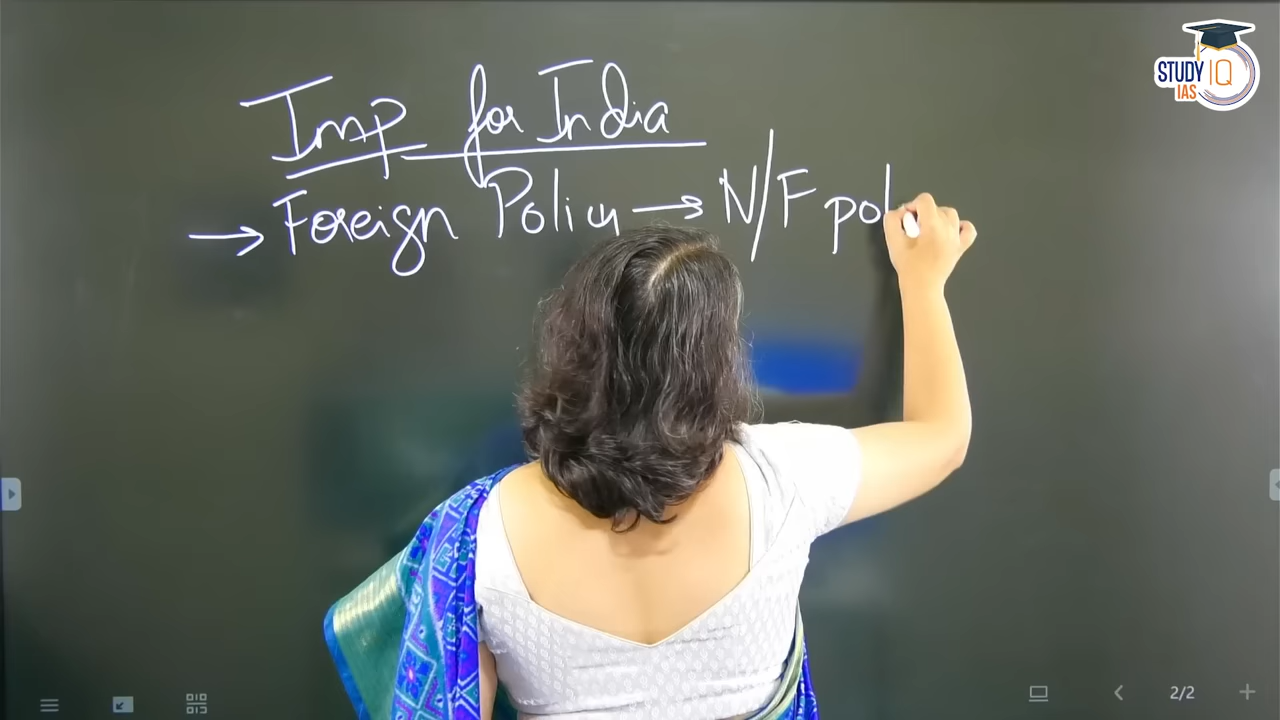 Imp for India
→ Foreign Policy → N/F pol
STUDY IQ
IAS
2/2